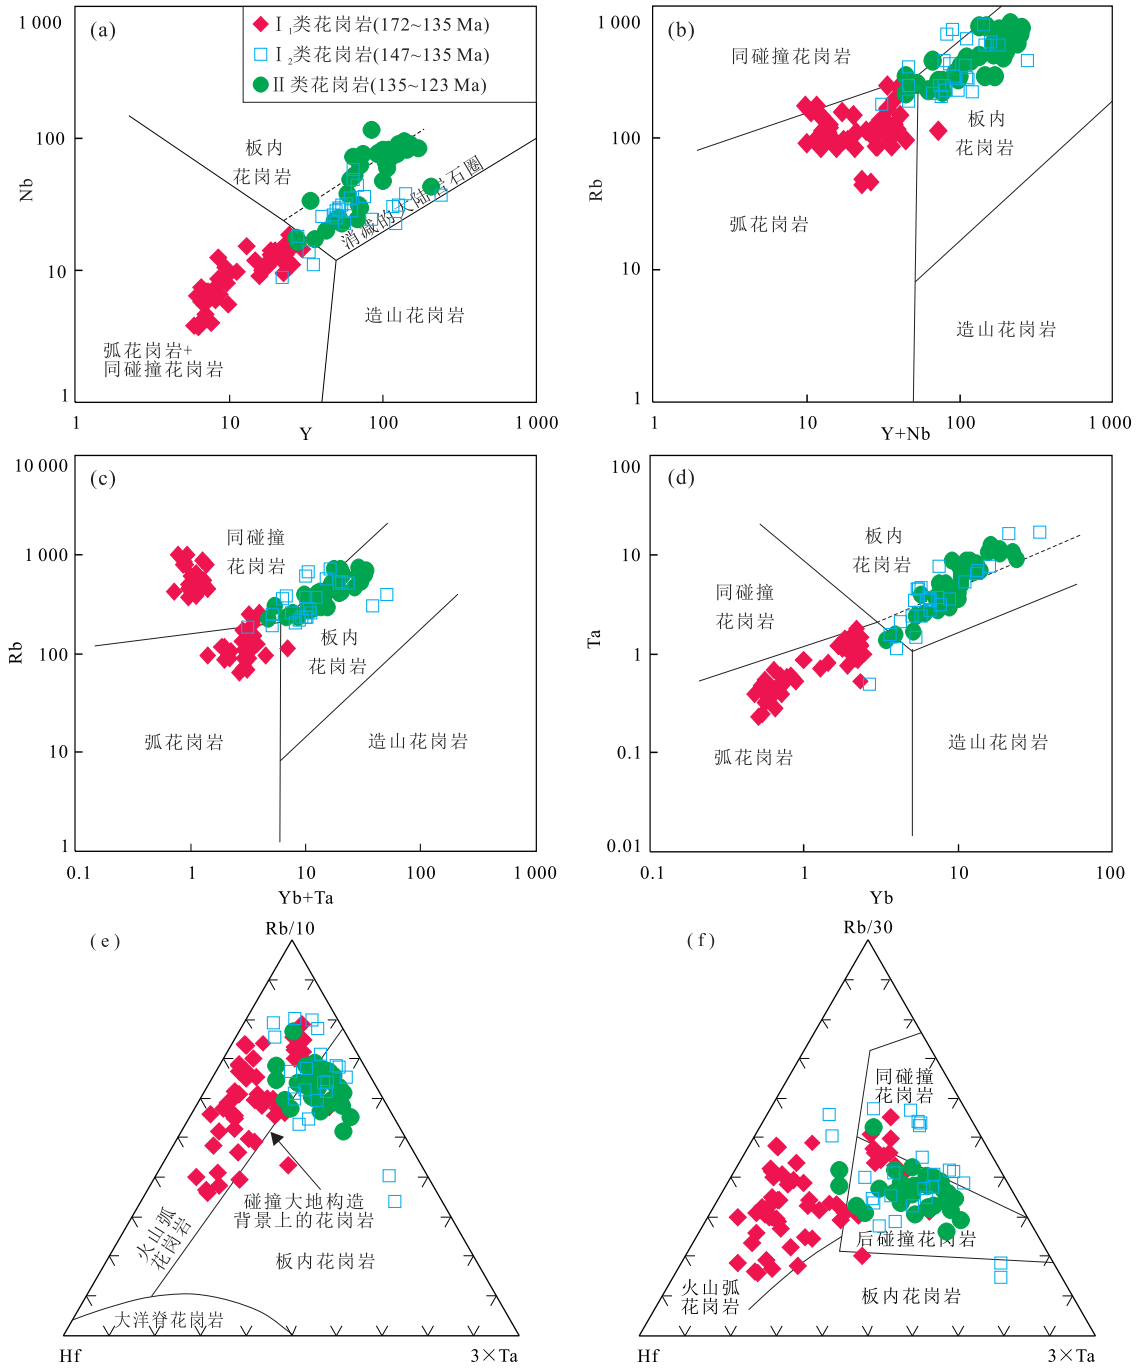 (a)
Ⅰ1类花岗岩(172~135 Ma)
Ⅰ2类花岗岩(147~135 Ma)
Ⅱ类花岗岩(135~123 Ma)
1 000
100
10
1
Nb
板内
花岗岩
消减的大陆岩石圈
造山花岗岩
弧花岗岩+
同碰撞花岗岩
1
10
100
1 000
Y
(b)
1 000
100
10
1
Rb
同碰撞花岗岩
板内
花岗岩
弧花岗岩
造山花岗岩
1
10
100
1 000
Y+Nb
(c)
10 000
1 000
100
10
1
Rb
同碰撞
花岗岩
板内
花岗岩
弧花岗岩
造山花岗岩
0.1
1
10
100
1 000
Yb+Ta
(d)
100
10
1
0.1
0.01
Ta
板内
花岗岩
同碰撞
花岗岩
弧花岗岩
造山花岗岩
0.1
1
10
100
Yb
(e)
Rb/10
碰撞大地构造
背景上的花岗岩
火山弧
花岗岩
板内花岗岩
大洋脊花岗岩
Hf
3×Ta
(f)
Rb/30
同碰撞
花岗岩
后碰撞花岗岩
火山弧
花岗岩
板内花岗岩
Hf
3×Ta